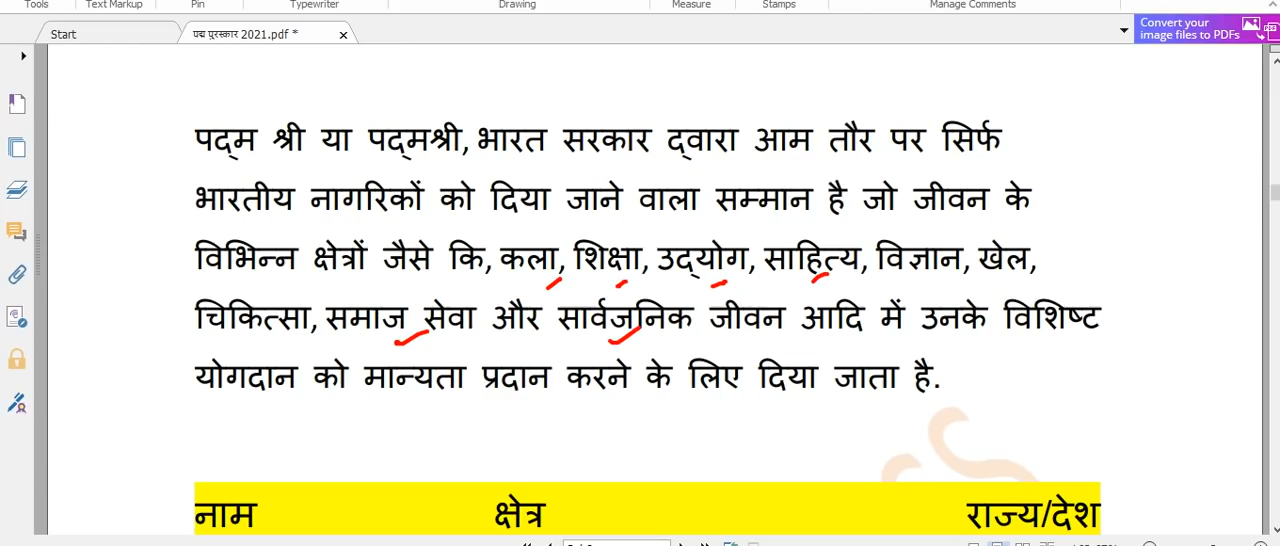 Tools Text Markup Pin Typewriter Drawing Measure Stamps Manage Comments
Start
पद्म पुरस्कार 2021.pdf *
Convert your
image files to PDFs
पद्म श्री या पद्मश्री, भारत सरकार द्वारा आम तौर पर सिर्फ
भारतीय नागरिकों को दिया जाने वाला सम्मान है जो जीवन के
विभिन्न क्षेत्रों जैसे कि, कला, शिक्षा, उद्योग, साहित्य, विज्ञान, खेल,
चिकित्सा, समाज सेवा और सार्वजनिक जीवन आदि में उनके विशिष्ट
योगदान को मान्यता प्रदान करने के लिए दिया जाता है.
नाम क्षेत्र राज्य/देश